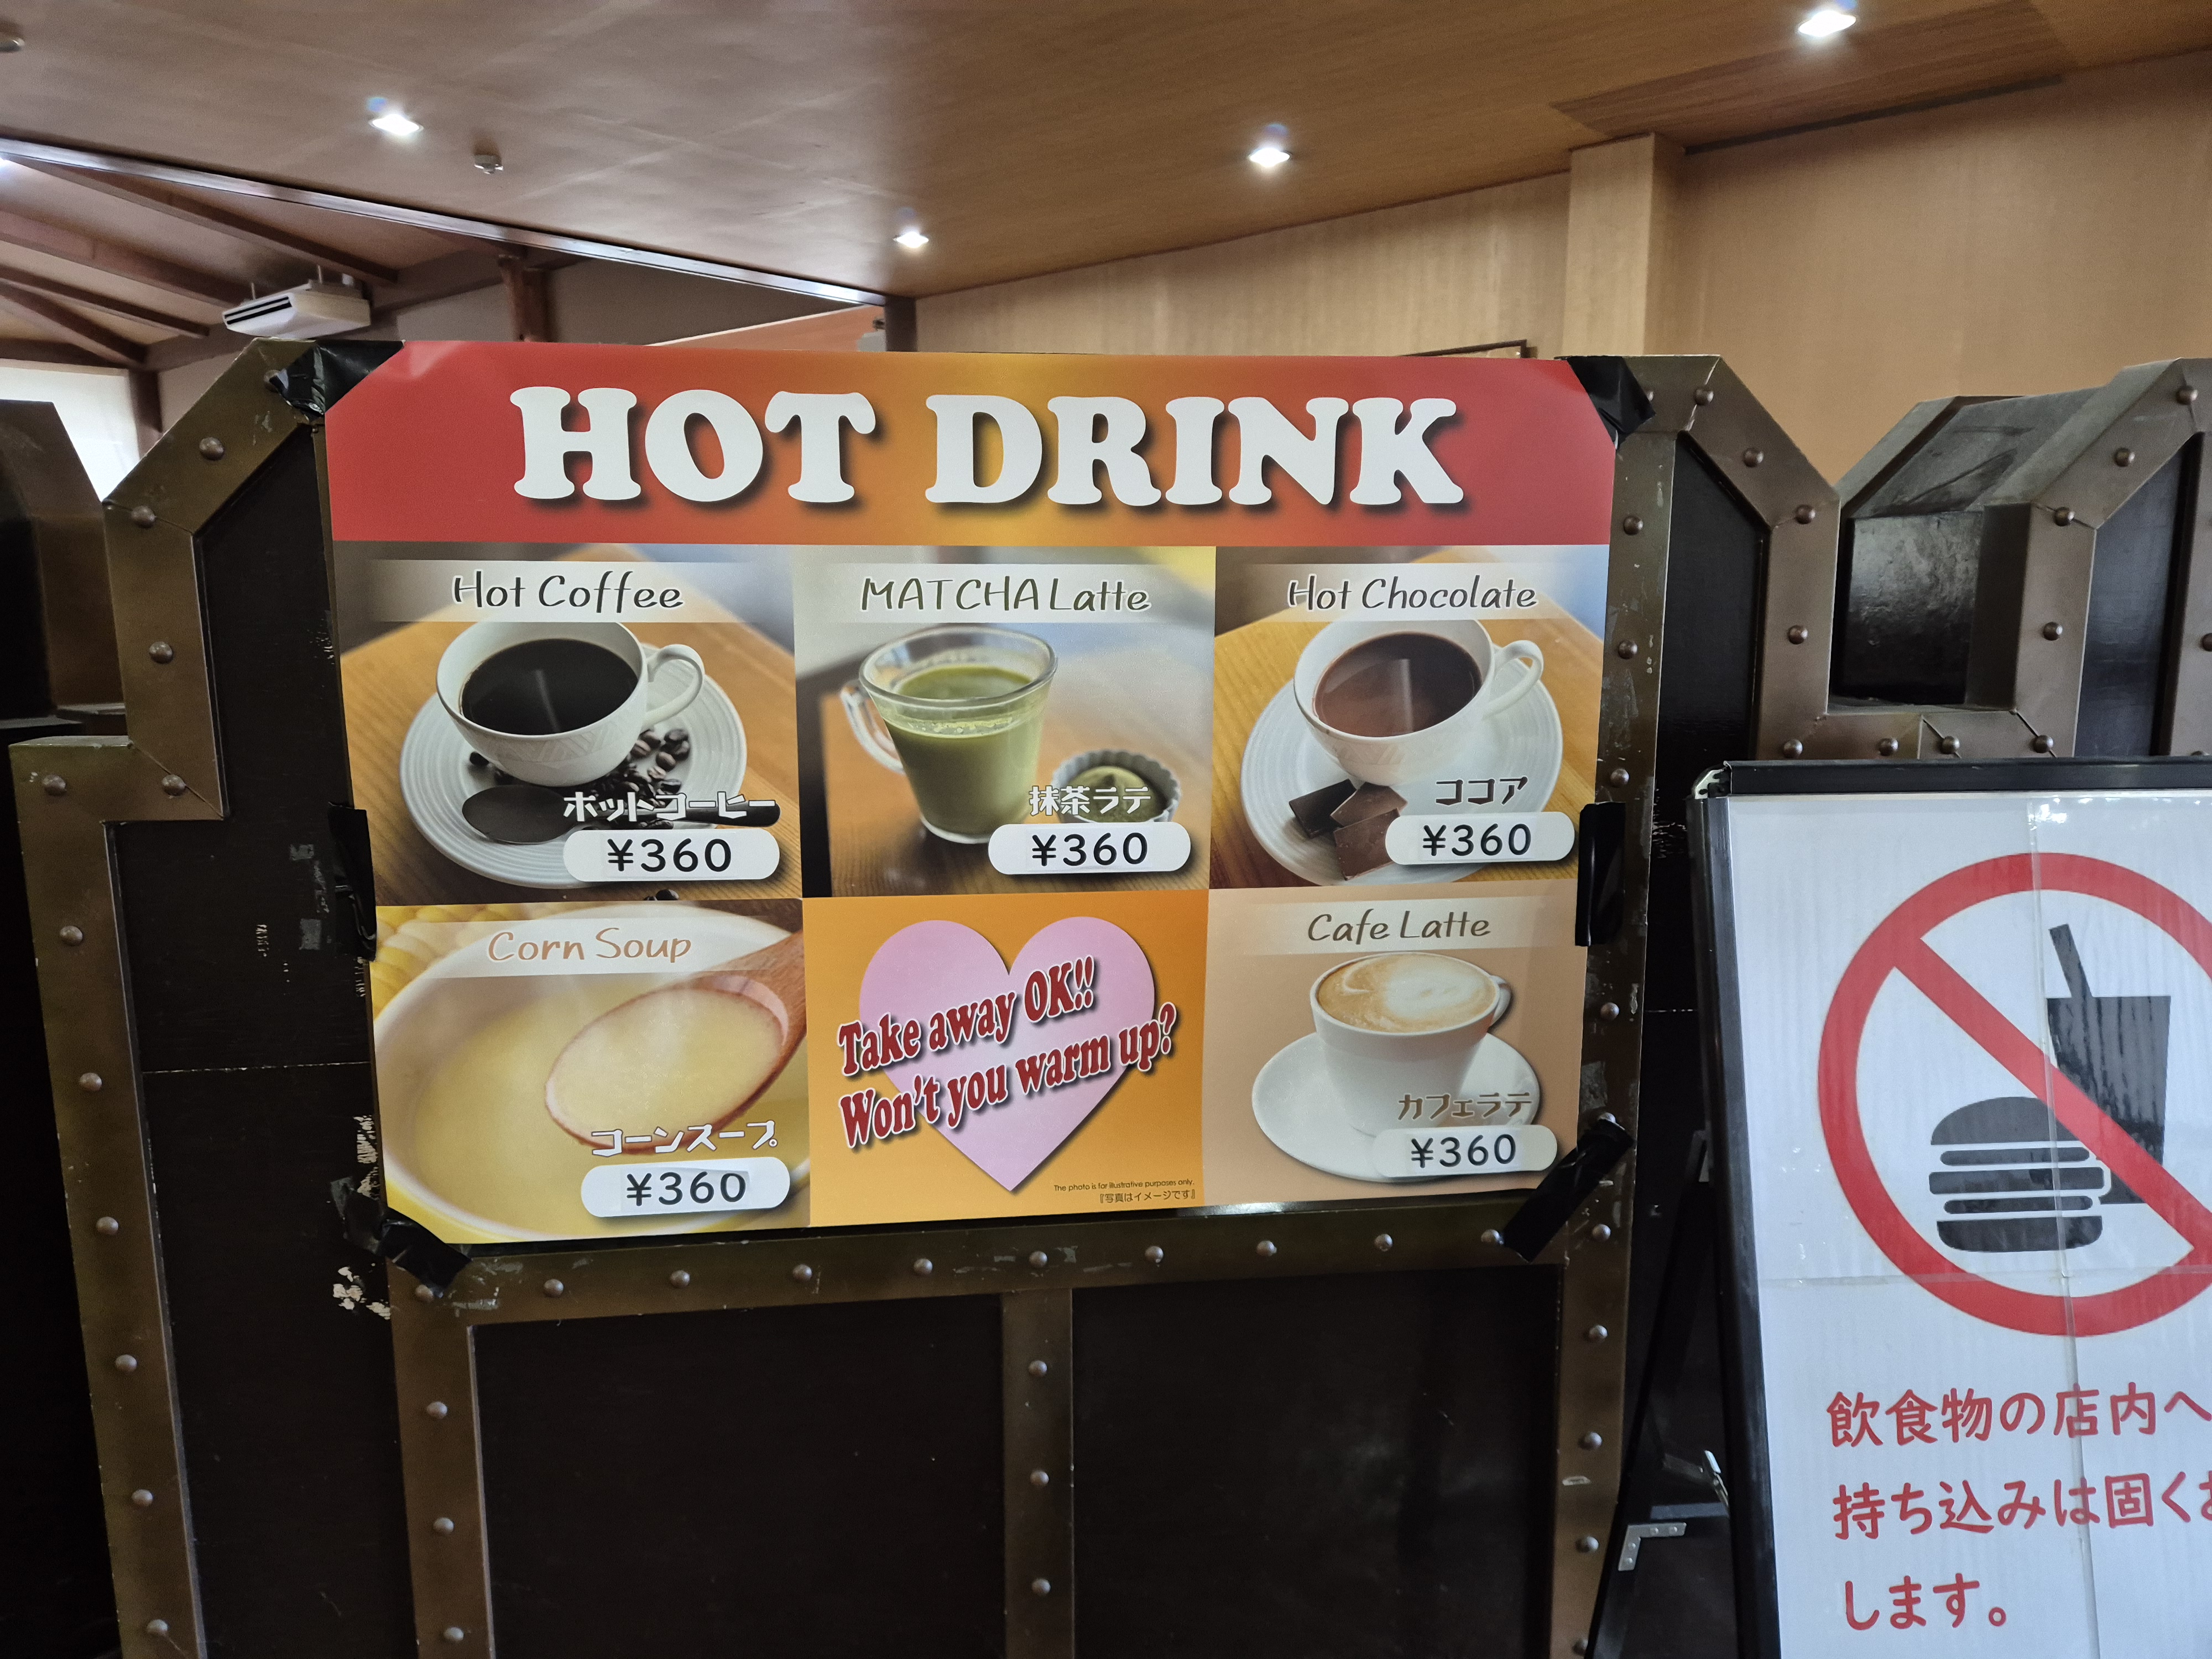 HOT DRINK
Hot Coffee
ホットコーヒー
¥360
MATCHA Latte
抹茶ラテ
¥360
Hot Chocolate
ココア
¥360
Corn Soup
コーンスープ
¥360
Take away OK!!
Won't you warm up?
The photo is for illustrative purposes only.
『写真はイメージです』
Cafe Latte
カフェラテ
¥360
飲食物の店内へ
持ち込みは固くお
します。